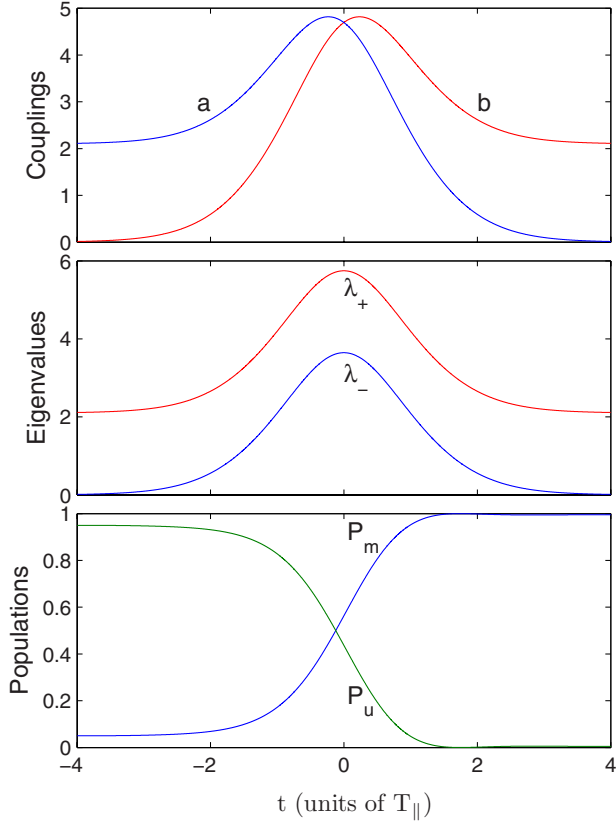 5
4
3
2
1
0
Couplings
a
b
6
4
2
0
Eigenvalues
λ₊
λ₋
1
0.8
0.6
0.4
0.2
0
Populations
Pₘ
Pᵤ
−4 −2 0 2 4
t (units of T∥)